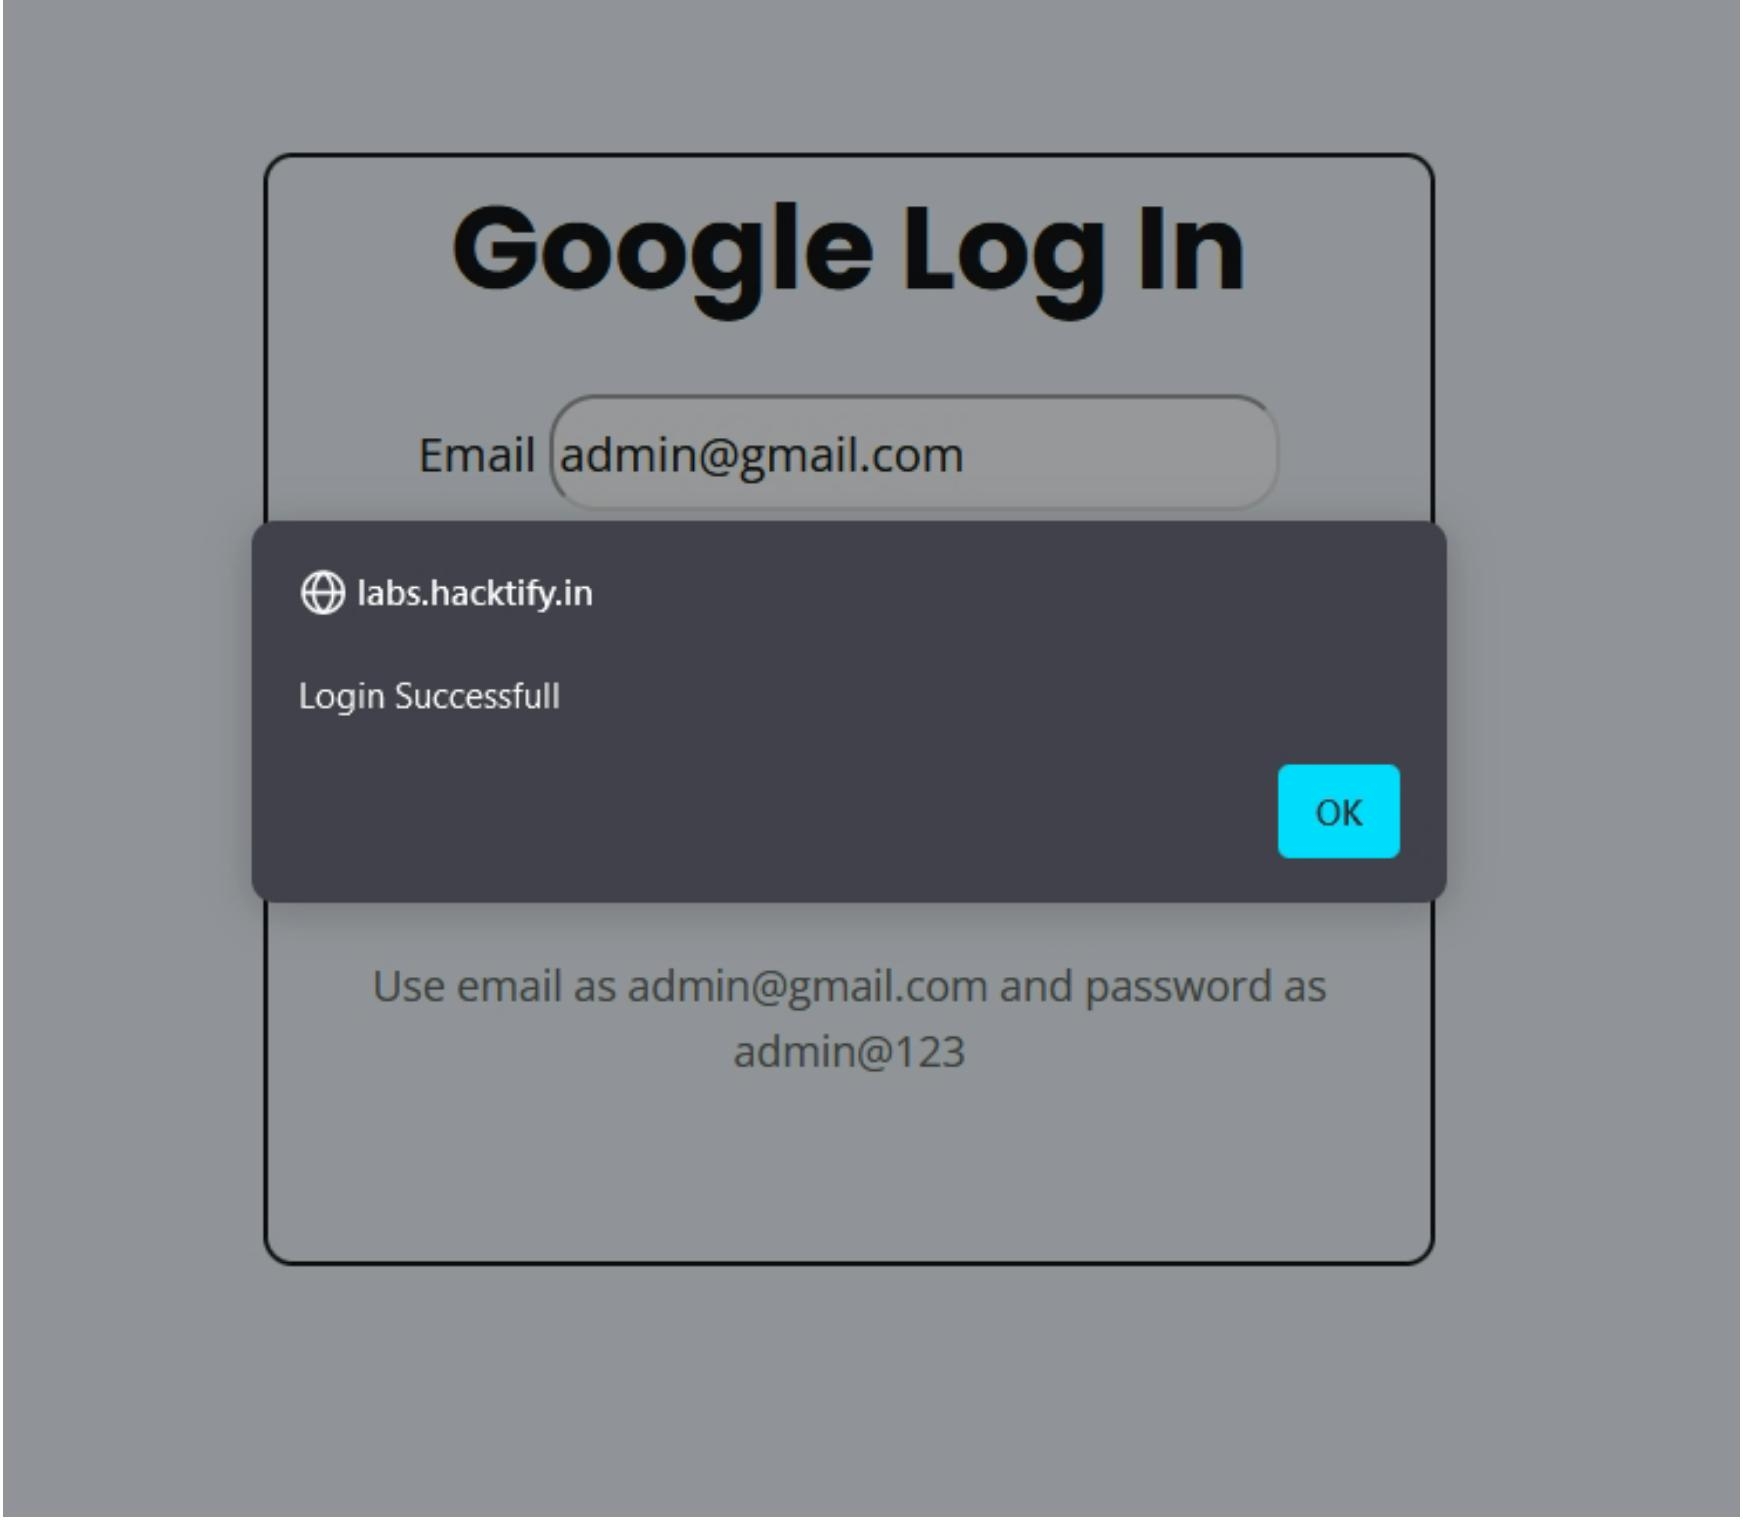 Google Log In
Email admin@gmail.com
labs.hacktify.in
Login Successfull
OK
Use email as admin@gmail.com and password as
admin@123